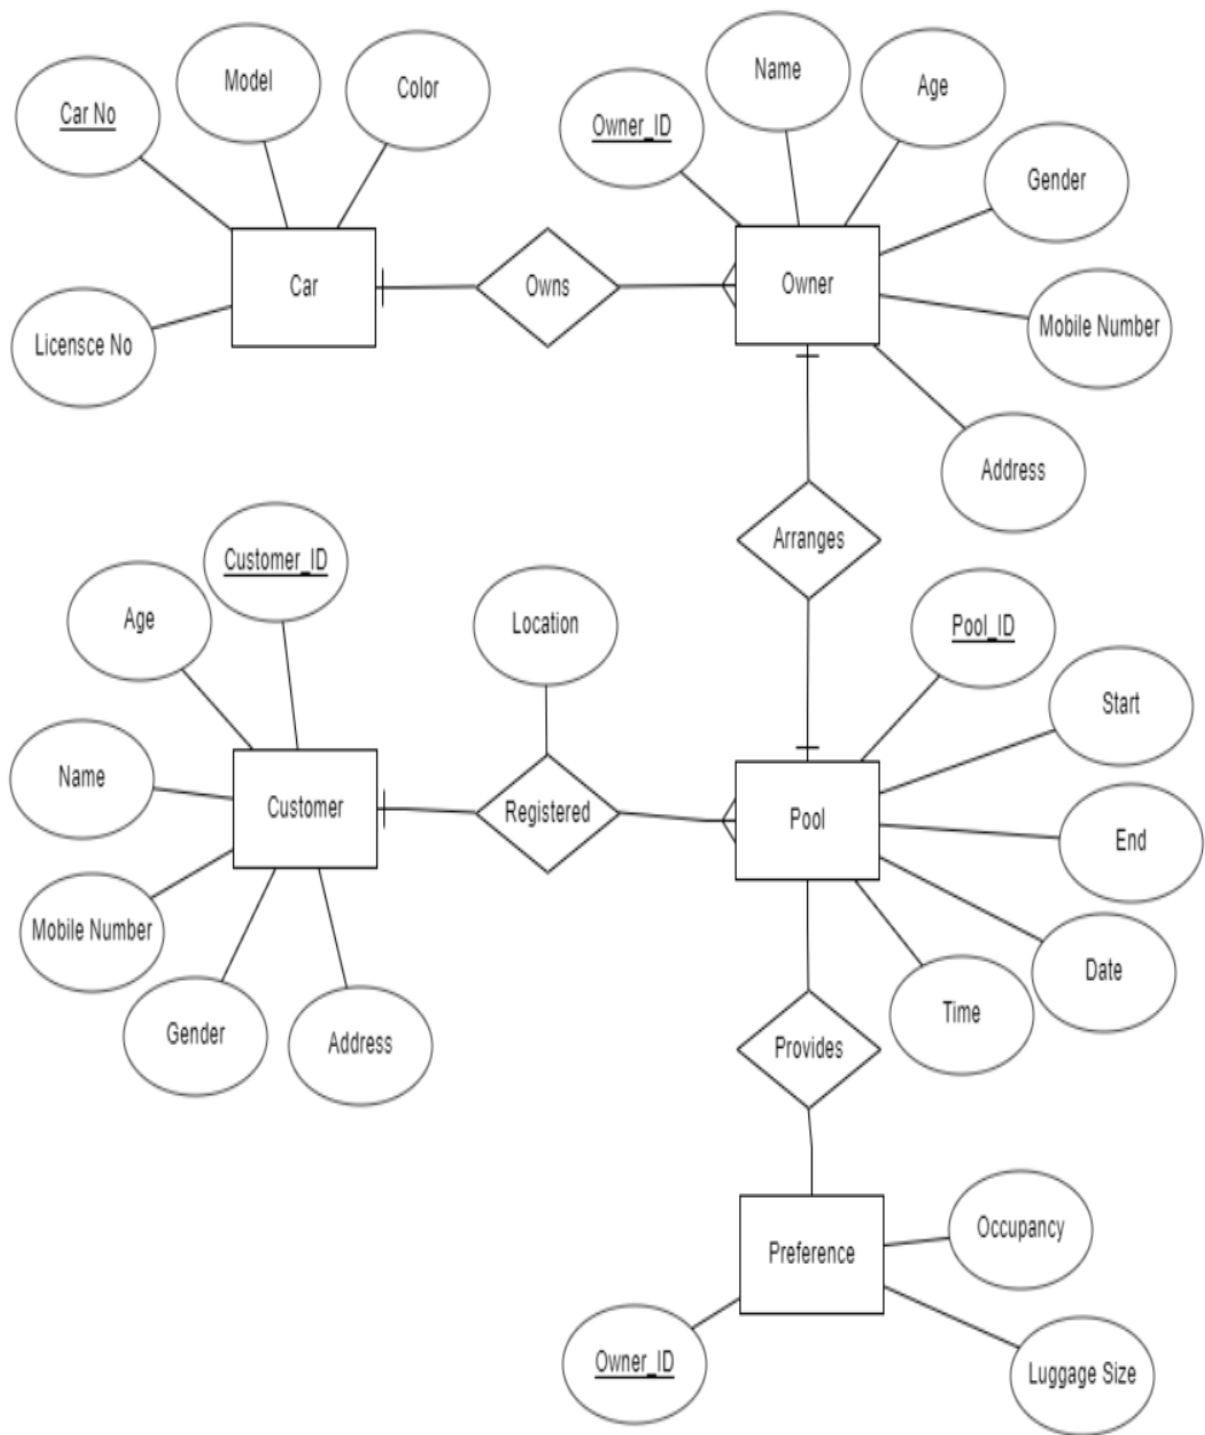 Model
Color
Car No
Name
Age
Owner_ID
Gender
Car
Owns
Owner
Licensce No
Mobile Number
Address
Arranges
Customer_ID
Age
Location
Pool_ID
Start
Name
Customer
Registered
Pool
End
Mobile Number
Date
Time
Gender
Address
Provides
Occupancy
Preference
Owner_ID
Luggage Size